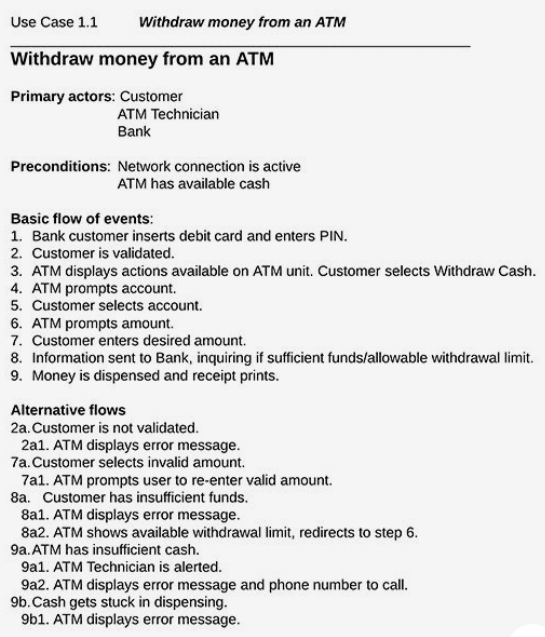 Use Case 1.1 Withdraw money from an ATM
Withdraw money from an ATM
Primary actors: Customer
ATM Technician
Bank
Preconditions: Network connection is active
ATM has available cash
Basic flow of events:
1. Bank customer inserts debit card and enters PIN.
2. Customer is validated.
3. ATM displays actions available on ATM unit. Customer selects Withdraw Cash.
4. ATM prompts account.
5. Customer selects account.
6. ATM prompts amount.
7. Customer enters desired amount.
8. Information sent to Bank, inquiring if sufficient funds/allowable withdrawal limit.
9. Money is dispensed and receipt prints.
Alternative flows
2a. Customer is not validated.
2a1. ATM displays error message.
7a. Customer selects invalid amount.
7a1. ATM prompts user to re-enter valid amount.
8a. Customer has insufficient funds.
8a1. ATM displays error message.
8a2. ATM shows available withdrawal limit, redirects to step 6.
9a. ATM has insufficient cash.
9a1. ATM Technician is alerted.
9a2. ATM displays error message and phone number to call.
9b. Cash gets stuck in dispensing.
9b1. ATM displays error message.